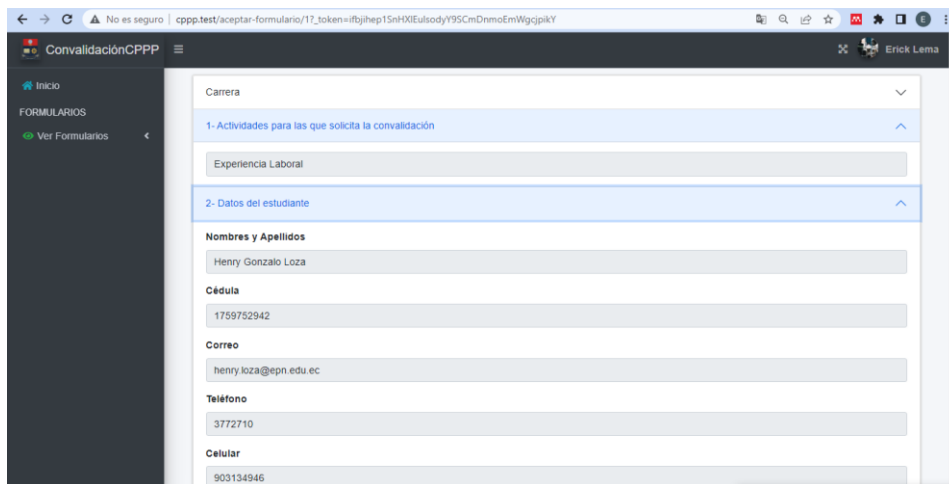 No es seguro | cppp.test/aceptar-formulario/1?_token=ifbjihep1SnHXlEulsodyY9SCmDnmoEmWgcjpikY
ConvalidaciónCPPP
Erick Lema
Inicio
FORMULARIOS
Ver Formularios
Carrera
1- Actividades para las que solicita la convalidación
Experiencia Laboral
2- Datos del estudiante
Nombres y Apellidos
Henry Gonzalo Loza
Cédula
1759752942
Correo
henry.loza@epn.edu.ec
Teléfono
3772710
Celular
903134946